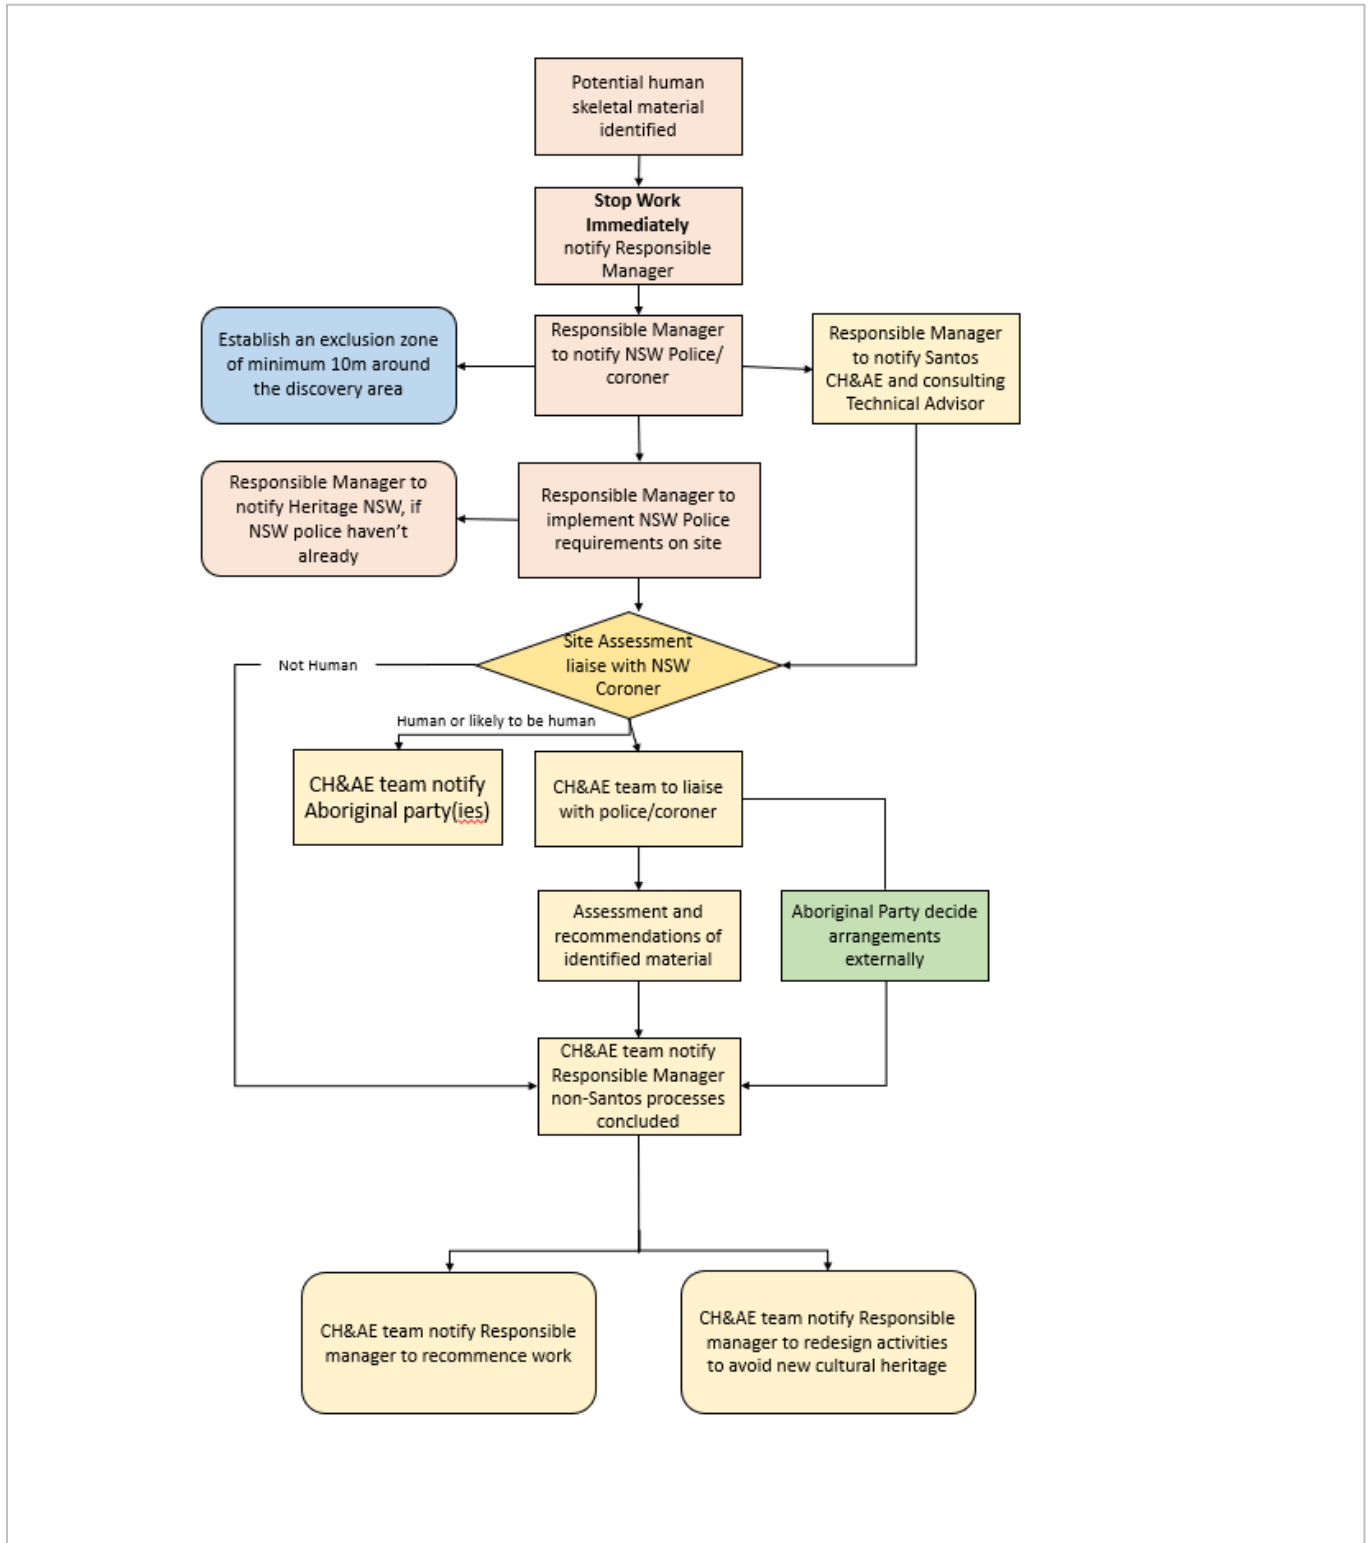 Potential human
skeletal material
identified
Stop Work
Immediately
notify Responsible
Manager
Establish an exclusion zone
of minimum 10m around
the discovery area
Responsible Manager
to notify NSW Police/
coroner
Responsible Manager
to notify Santos
CH&AE and consulting
Technical Advisor
Responsible Manager to
notify Heritage NSW, if
NSW police haven't
already
Responsible Manager to
implement NSW Police
requirements on site
Site Assessment
liaise with NSW
Coroner
Not Human
Human or likely to be human
CH&AE team notify
Aboriginal party(ies)
CH&AE team to liaise
with police/coroner
Assessment and
recommendations of
identified material
Aboriginal Party decide
arrangements
externally
CH&AE team notify
Responsible Manager
non-Santos processes
concluded
CH&AE team notify Responsible
manager to recommence work
CH&AE team notify Responsible
manager to redesign activities
to avoid new cultural heritage